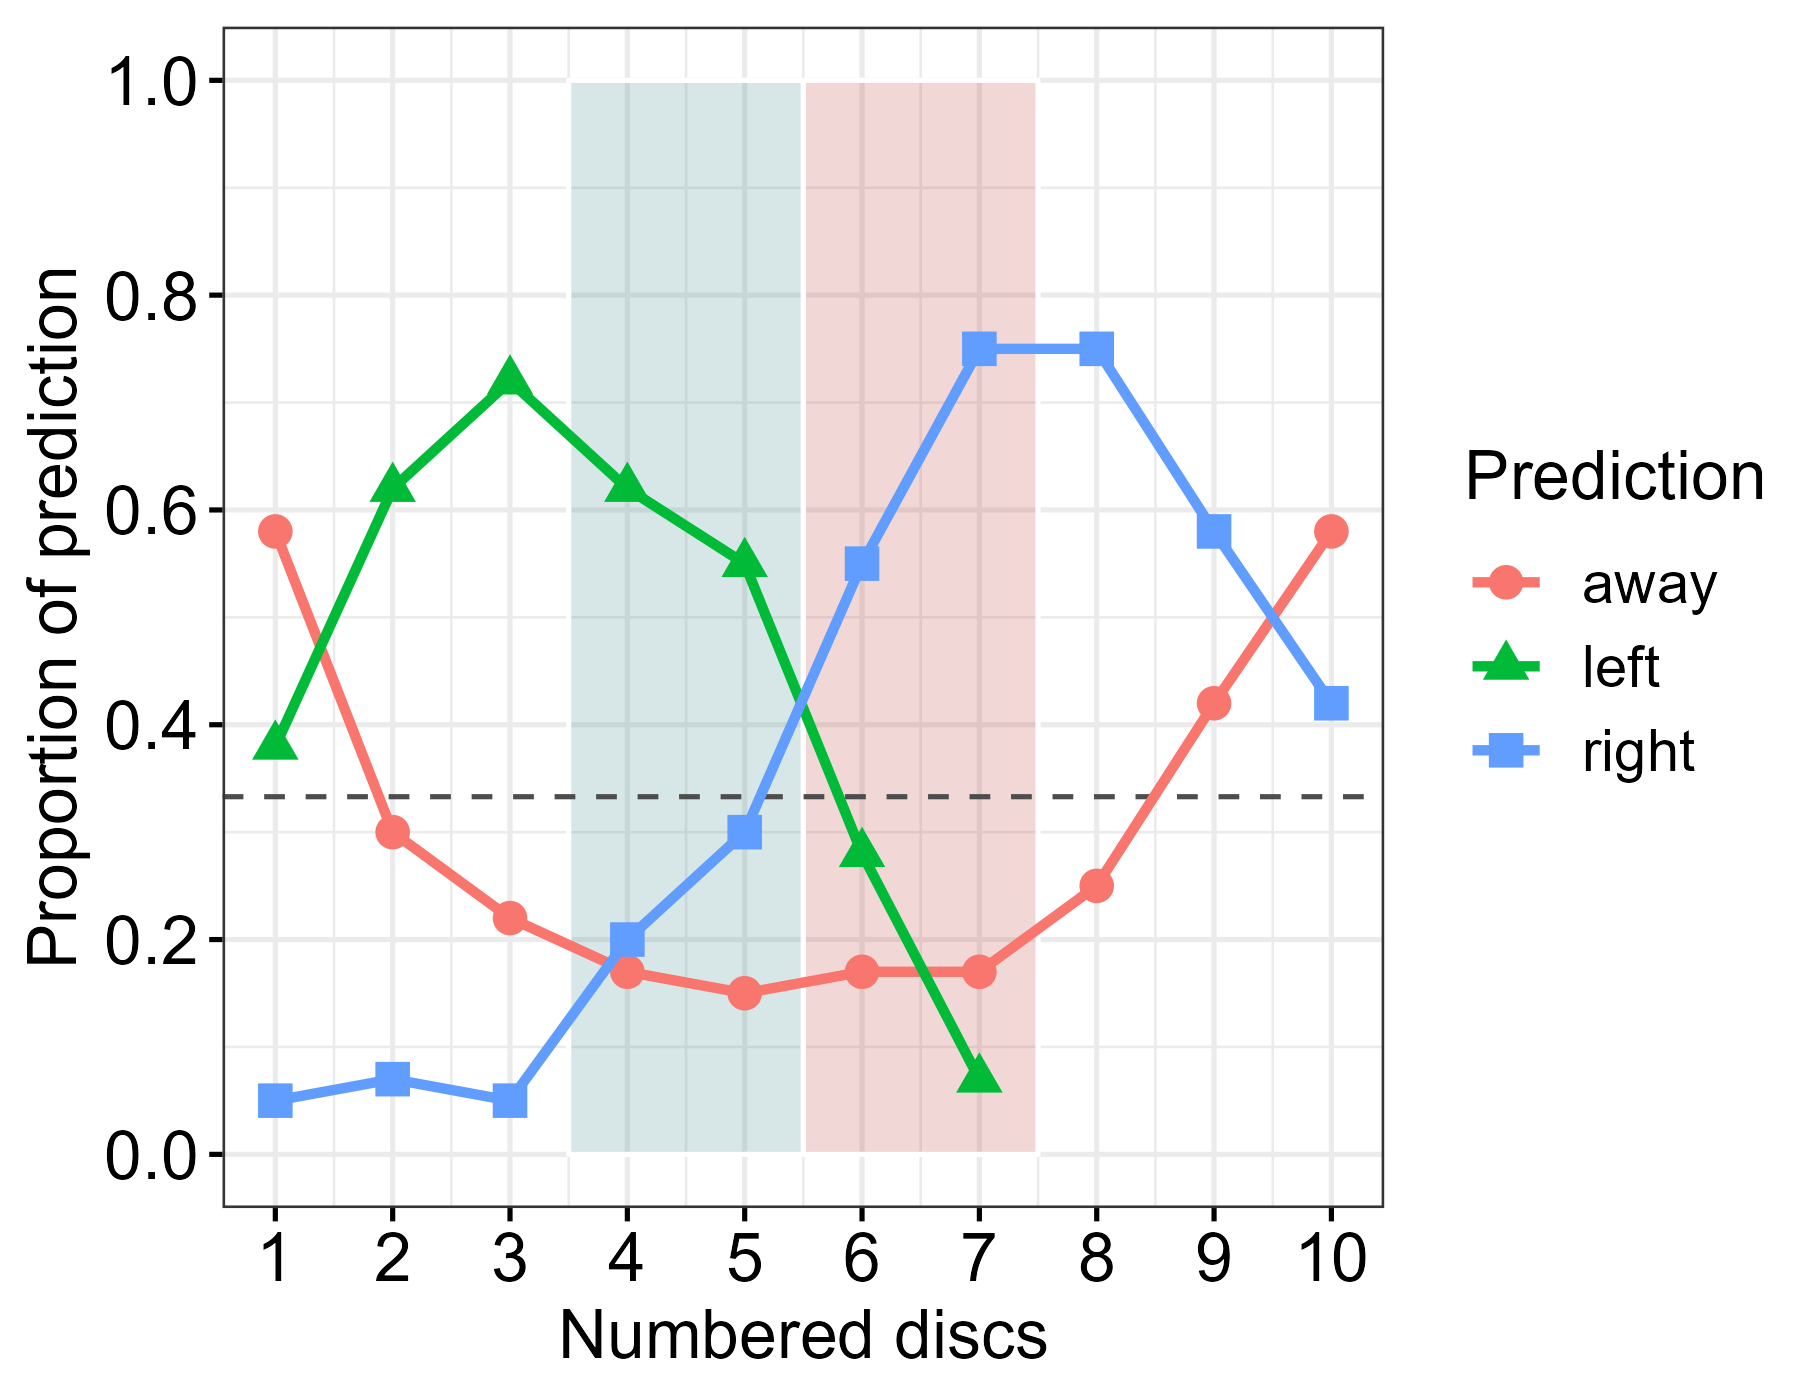 Proportion of prediction
1.0
0.8
0.6
0.4
0.2
0.0
1 2 3 4 5 6 7 8 9 10
Numbered discs
Prediction
away
left
right